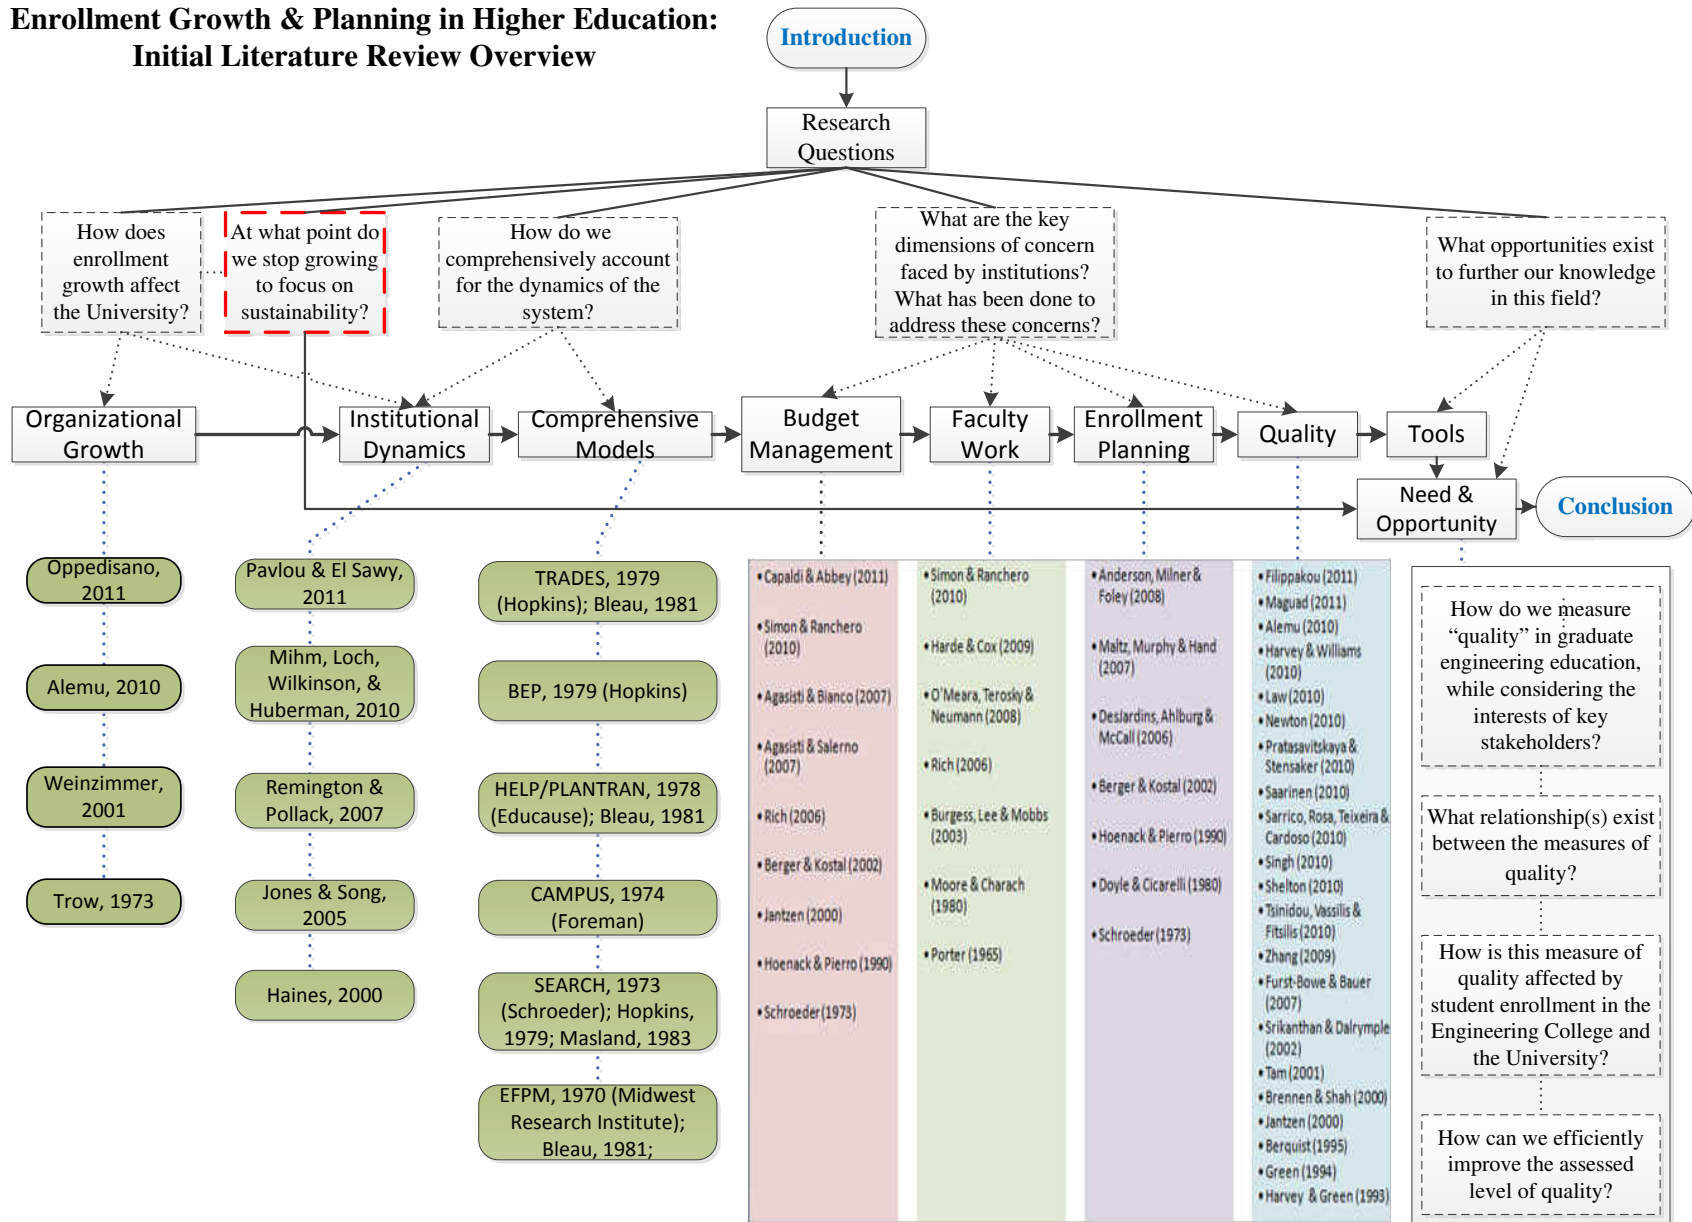 Enrollment Growth & Planning in Higher Education:
Initial Literature Review Overview
Introduction
Research
Questions
How does
enrollment
growth affect
the University?
At what point do
we stop growing
to focus on
sustainability?
How do we
comprehensively account
for the dynamics of the
system?
What are the key
dimensions of concern
faced by institutions?
What has been done to
address these concerns?
What opportunities exist
to further our knowledge
in this field?
Organizational
Growth
Institutional
Dynamics
Comprehensive
Models
Budget
Management
Faculty
Work
Enrollment
Planning
Quality
Tools
Need &
Opportunity
Conclusion
Oppedisano,
2011
Alemu, 2010
Weinzimmer,
2001
Trow, 1973
Pavlou & El Sawy,
2011
Mihm, Loch,
Wilkinson, &
Huberman, 2010
Remington &
Pollack, 2007
Jones & Song,
2005
Haines, 2000
TRADES, 1979
(Hopkins); Bleau, 1981
BEP, 1979 (Hopkins)
HELP/PLANTRAN, 1978
(Educause); Bleau, 1981
CAMPUS, 1974
(Foreman)
SEARCH, 1973
(Schroeder); Hopkins,
1979; Masland, 1983
EFPM, 1970 (Midwest
Research Institute);
Bleau, 1981;
• Capaldi & Abbey (2011)
• Simon & Ranchero
(2010)
• Agasisti & Bianco (2007)
• Agasisti & Salerno
(2007)
• Rich (2006)
• Berger & Kostal (2002)
• Jantzen (2000)
• Hoenack & Pierro (1990)
• Schroeder (1973)
• Simon & Ranchero
(2010)
• Harde & Cox (2009)
• O'Meara, Terosky &
Neumann (2008)
• Rich (2006)
• Burgess, Lee & Mobbs
(2003)
• Moore & Charach
(1980)
• Porter (1965)
• Anderson, Milner &
Foley (2008)
• Maltz, Murphy & Hand
(2007)
• DesJardins, Ahlburg &
McCall (2006)
• Berger & Kostal (2002)
• Hoenack & Pierro (1990)
• Doyle & Cicarelli (1980)
• Schroeder (1973)
• Filippakou (2011)
• Maguad (2011)
• Alemu (2010)
• Harvey & Williams
(2010)
• Law (2010)
• Newton (2010)
• Pratasavitskaya &
Stensaker (2010)
• Saarinen (2010)
• Sarrico, Rosa, Teixeira &
Cardoso (2010)
• Singh (2010)
• Shelton (2010)
• Tsinidou, Vassilis &
Fitsilis (2010)
• Zhang (2009)
• Furst-Bowe & Bauer
(2007)
• Srikanthan & Dalrymple
(2002)
• Tam (2001)
• Brennen & Shah (2000)
• Jantzen (2000)
• Berquist (1995)
• Green (1994)
• Harvey & Green (1993)
How do we measure
“quality” in graduate
engineering education,
while considering the
interests of key
stakeholders?
What relationship(s) exist
between the measures of
quality?
How is this measure of
quality affected by
student enrollment in the
Engineering College and
the University?
How can we efficiently
improve the assessed
level of quality?